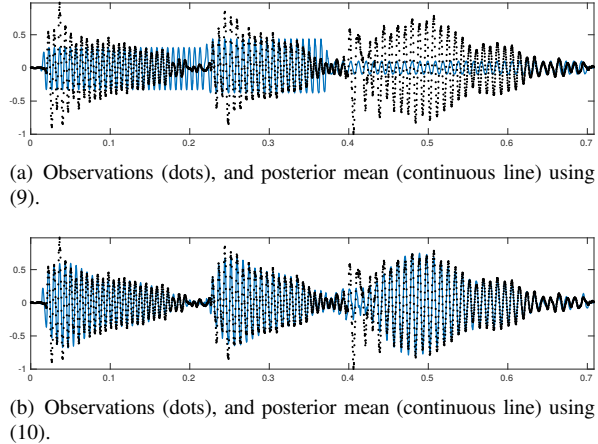 0.5
0
-0.5
-1
0 0.1 0.2 0.3 0.4 0.5 0.6 0.7
(a) Observations (dots), and posterior mean (continuous line) using
(9).
0.5
0
-0.5
-1
0 0.1 0.2 0.3 0.4 0.5 0.6 0.7
(b) Observations (dots), and posterior mean (continuous line) using
(10).